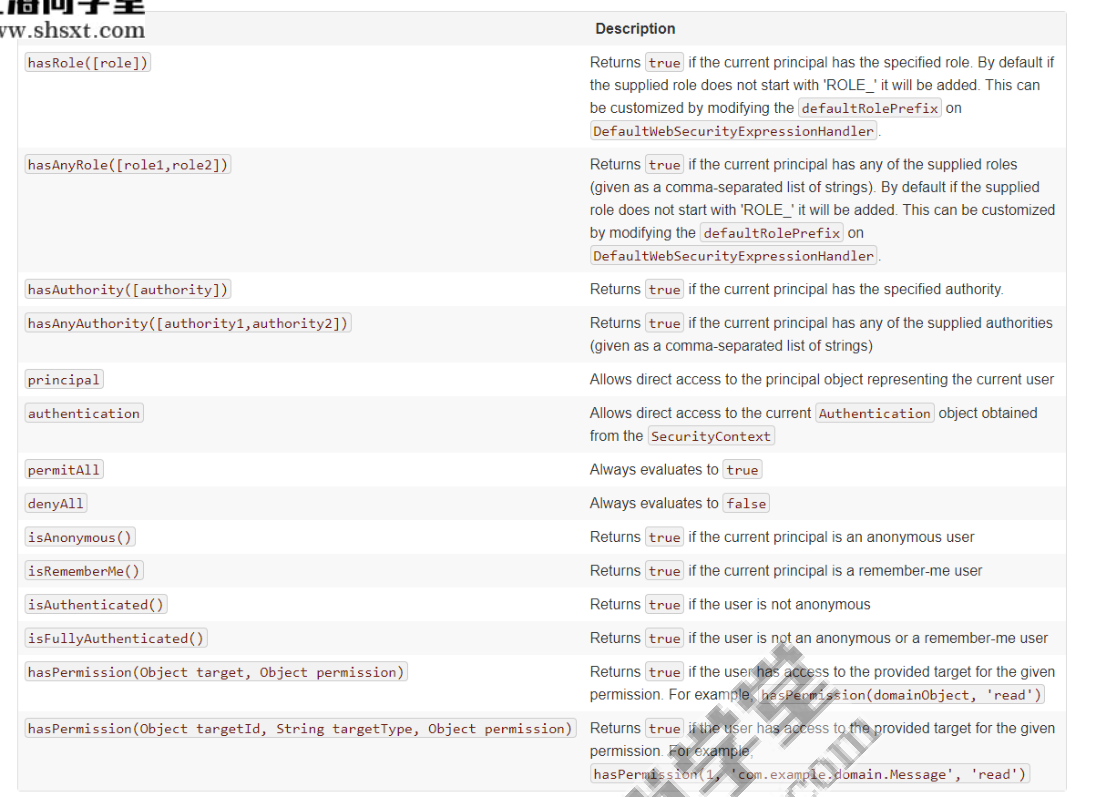 上海尚学堂
www.shsxt.com
Description
hasRole([role])
Returns true if the current principal has the specified role. By default if
the supplied role does not start with 'ROLE_' it will be added. This can
be customized by modifying the defaultRolePrefix on
DefaultWebSecurityExpressionHandler.
hasAnyRole([role1,role2])
Returns true if the current principal has any of the supplied roles
(given as a comma-separated list of strings). By default if the supplied
role does not start with 'ROLE_' it will be added. This can be customized
by modifying the defaultRolePrefix on
DefaultWebSecurityExpressionHandler.
hasAuthority([authority])
Returns true if the current principal has the specified authority.
hasAnyAuthority([authority1,authority2])
Returns true if the current principal has any of the supplied authorities
(given as a comma-separated list of strings)
principal
Allows direct access to the principal object representing the current user
authentication
Allows direct access to the current Authentication object obtained
from the SecurityContext
permitAll
Always evaluates to true
denyAll
Always evaluates to false
isAnonymous()
Returns true if the current principal is an anonymous user
isRememberMe()
Returns true if the current principal is a remember-me user
isAuthenticated()
Returns true if the user is not anonymous
isFullyAuthenticated()
Returns true if the user is not an anonymous or a remember-me user
hasPermission(Object target, Object permission)
Returns true if the user has access to the provided target for the given
permission. For example, hasPermission(domainObject, 'read')
hasPermission(Object targetId, String targetType, Object permission)
Returns true if the user has access to the provided target for the given
permission. For example,
hasPermission(1, 'com.example.domain.Message', 'read')
尚学堂
.com